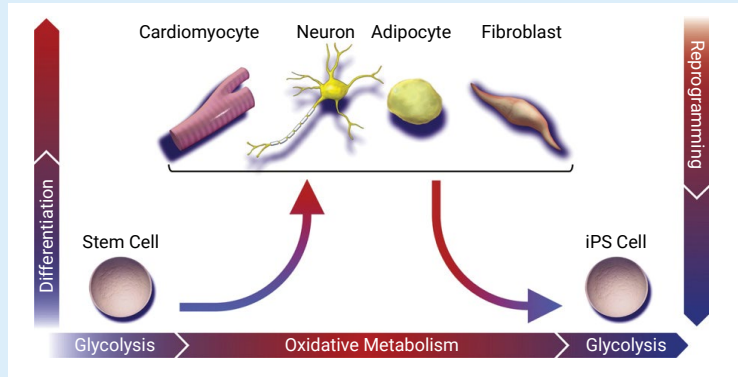 Cardiomyocyte Neuron Adipocyte Fibroblast
Reprogramming
Differentiation
Stem Cell
iPS Cell
Glycolysis Oxidative Metabolism Glycolysis